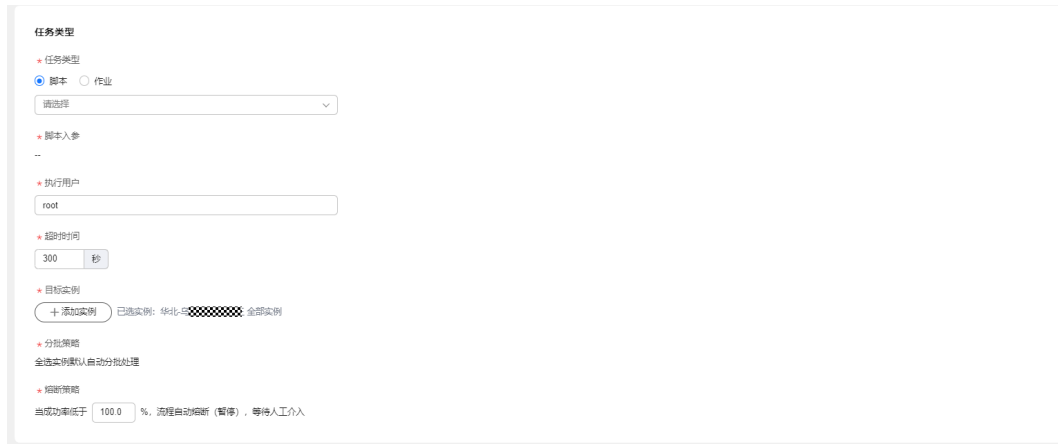 任务类型
* 任务类型
脚本 作业
请选择
* 脚本入参
--
* 执行用户
root
* 超时时间
300 秒
* 目标实例
+ 添加实例 已选实例：华北-乌 全部实例
* 分批策略
全选实例默认自动分批处理
* 熔断策略
当成功率低于 100.0 %，流程自动熔断（暂停），等待人工介入